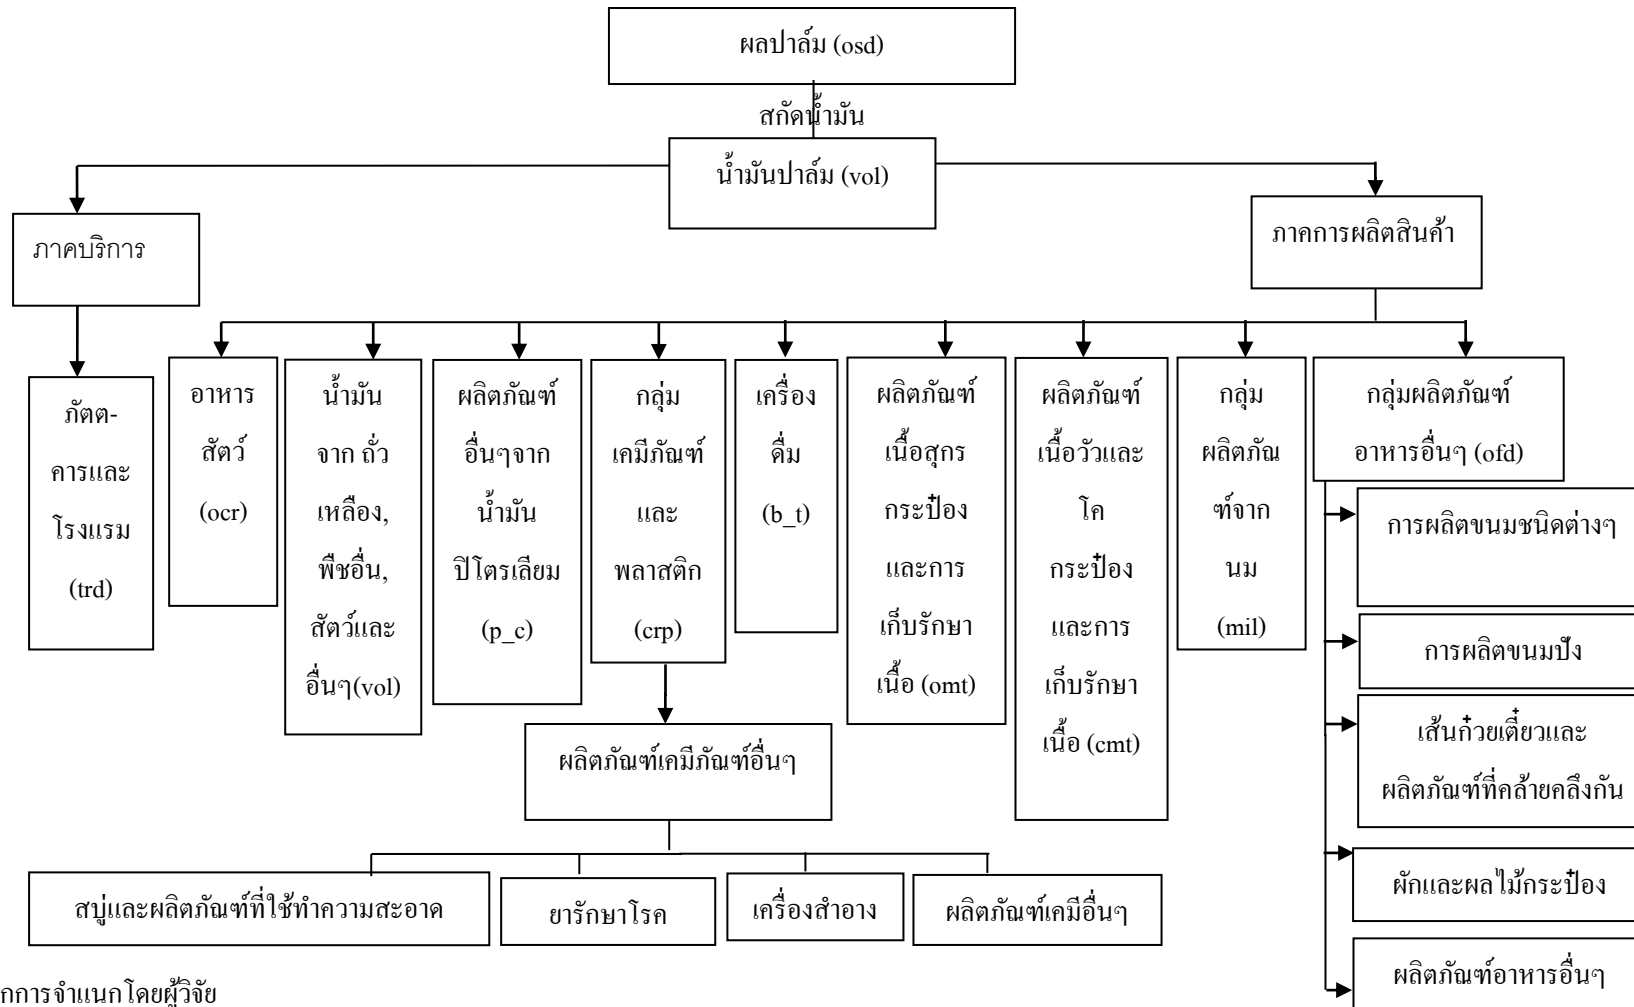 ผลปาล์ม (osd)
สกัดน้ำมัน
น้ำมันปาล์ม (vol)
ภาคบริการ
ภาคการผลิตสินค้า
ภัตต-
คารและ
โรงแรม
(trd)
อาหาร
สัตว์
(ocr)
น้ำมัน
จาก ถั่ว
เหลือง,
พืชอื่น,
สัตว์และ
อื่นๆ(vol)
ผลิตภัณฑ์
อื่นๆจาก
น้ำมัน
ปิโตรเลียม
(p_c)
กลุ่ม
เคมีภัณฑ์
และ
พลาสติก
(crp)
เครื่อง
ดื่ม
(b_t)
ผลิตภัณฑ์
เนื้อสุกร
กระป๋อง
และการ
เก็บรักษา
เนื้อ (omt)
ผลิตภัณฑ์
เนื้อวัวและ
โค
กระป๋อง
และการ
เก็บรักษา
เนื้อ (cmt)
กลุ่ม
ผลิตภัณ
ฑ์จาก
นม
(mil)
กลุ่มผลิตภัณฑ์
อาหารอื่นๆ (ofd)
การผลิตขนมชนิดต่างๆ
การผลิตขนมปัง
เส้นก๋วยเตี๋ยวและ
ผลิตภัณฑ์ที่คล้ายคลึงกัน
ผักและผลไม้กระป๋อง
ผลิตภัณฑ์อาหารอื่นๆ
ผลิตภัณฑ์เคมีภัณฑ์อื่นๆ
สบู่และผลิตภัณฑ์ที่ใช้ทำความสะอาด
ยารักษาโรค
เครื่องสำอาง
ผลิตภัณฑ์เคมีอื่นๆ
กการจำแนกโดยผู้วิจัย